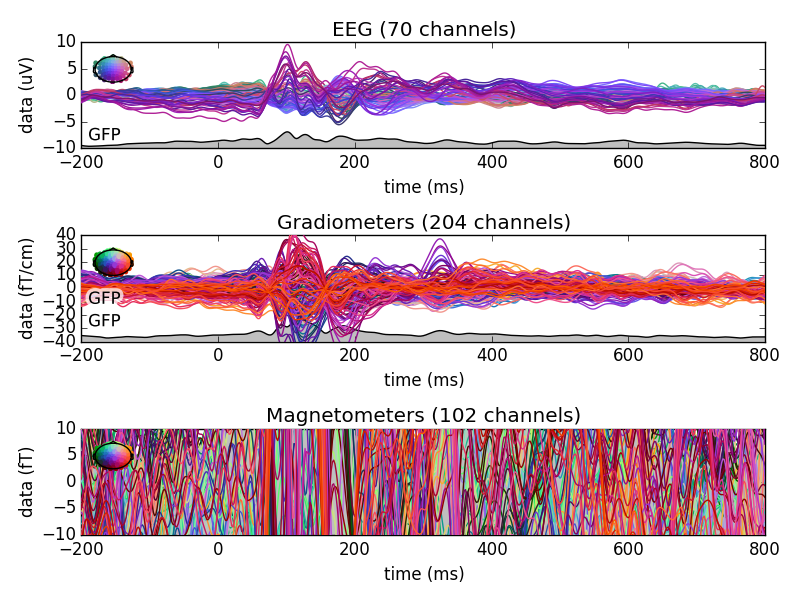 EEG (70 channels)
10
5
0
−5
−10
data (uV)
GFP
−200 0 200 400 600 800
time (ms)
Gradiometers (204 channels)
40
30
20
10
0
−10
−20
−30
−40
data (fT/cm)
GFP
GFP
−200 0 200 400 600 800
time (ms)
Magnetometers (102 channels)
10
5
0
−5
−10
data (fT)
−200 0 200 400 600 800
time (ms)